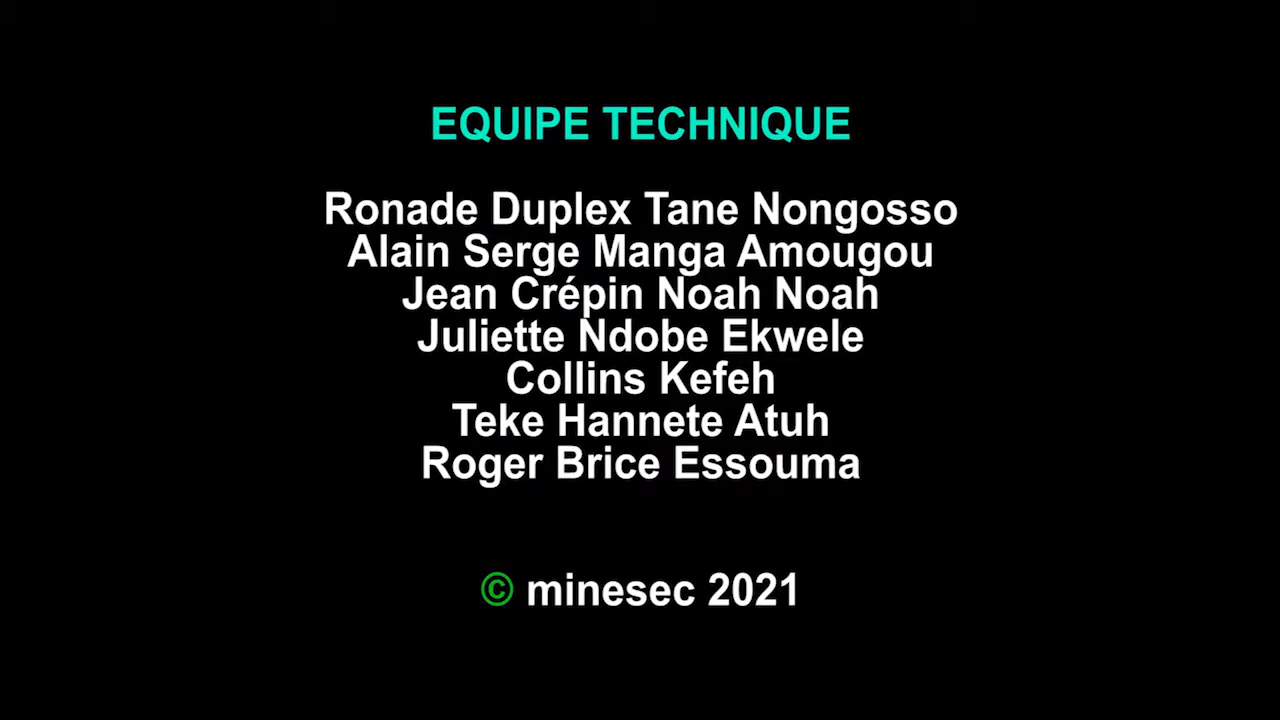 EQUIPE TECHNIQUE
Ronade Duplex Tane Nongosso
Alain Serge Manga Amougou
Jean Crépin Noah Noah
Juliette Ndobe Ekwele
Collins Kefeh
Teke Hannete Atuh
Roger Brice Essouma
© minesec 2021